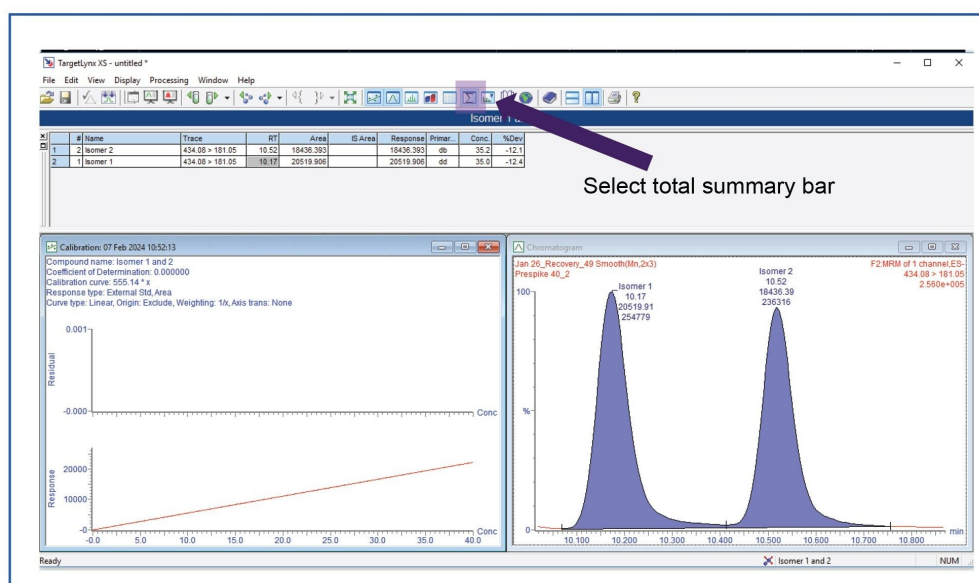 TargetLynx XS - untitled *
File Edit View Display Processing Window Help
# Name Trace RT Area IS Area Response Primar... Conc. %Dev
1 2 Isomer 2 434.08 > 181.05 10.52 18436.393 18436.393 db 35.2 -12.1
2 1 Isomer 1 434.08 > 181.05 10.17 20519.906 20519.906 dd 35.0 -12.4
Select total summary bar
Calibration: 07 Feb 2024 10:52:13
Compound name: Isomer 1 and 2
Coefficient of Determination: 0.000000
Calibration curve: 555.14 * x
Response type: External Std, Area
Curve type: Linear, Origin: Exclude, Weighting: 1/x, Axis trans: None
0.001
Residual
-0.000
Conc
20000
Response
10000
-0
Conc
-0.0 5.0 10.0 15.0 20.0 25.0 30.0 35.0 40.0
Chromatogram
Jan 26_Recovery_49 Smooth(Mn,2x3)
Prespike 40_2
F2:MRM of 1 channel,ES-
434.08 > 181.05
2.560e+005
100
Isomer 1
10.17
20519.91
254779
Isomer 2
10.52
18436.39
236316
%
0
min
10.100 10.200 10.300 10.400 10.500 10.600 10.700 10.800
Ready
Isomer 1 and 2
NUM